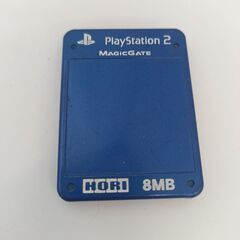 PlayStation 2
MAGICGATE
HORI 8MB